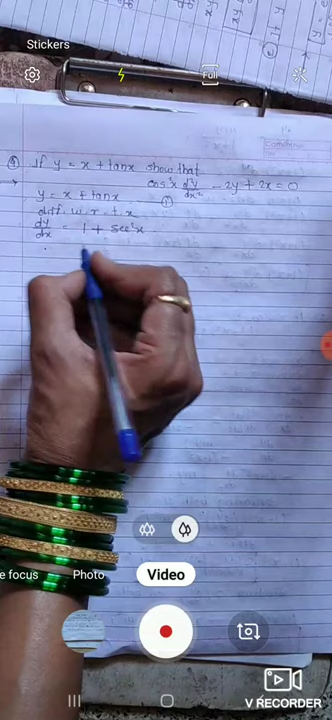 Stickers
Full
If y = x + tanx show that
cos²x d²y/dx² - 2y + 2x = 0
y = x + tanx
diff. w. r. t. x
dy/dx = 1 + sec²x
Photo
Video
V RECORDER